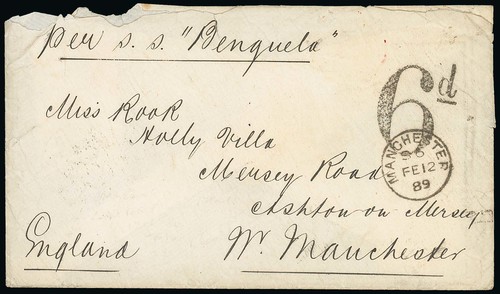 Per S. S. "Benguela"
6d
Miss Rook
Holly Villa
Mersey Road
Ashton-on-Mersey
England
Nr. Manchester
MANCHESTER
FE 12
89